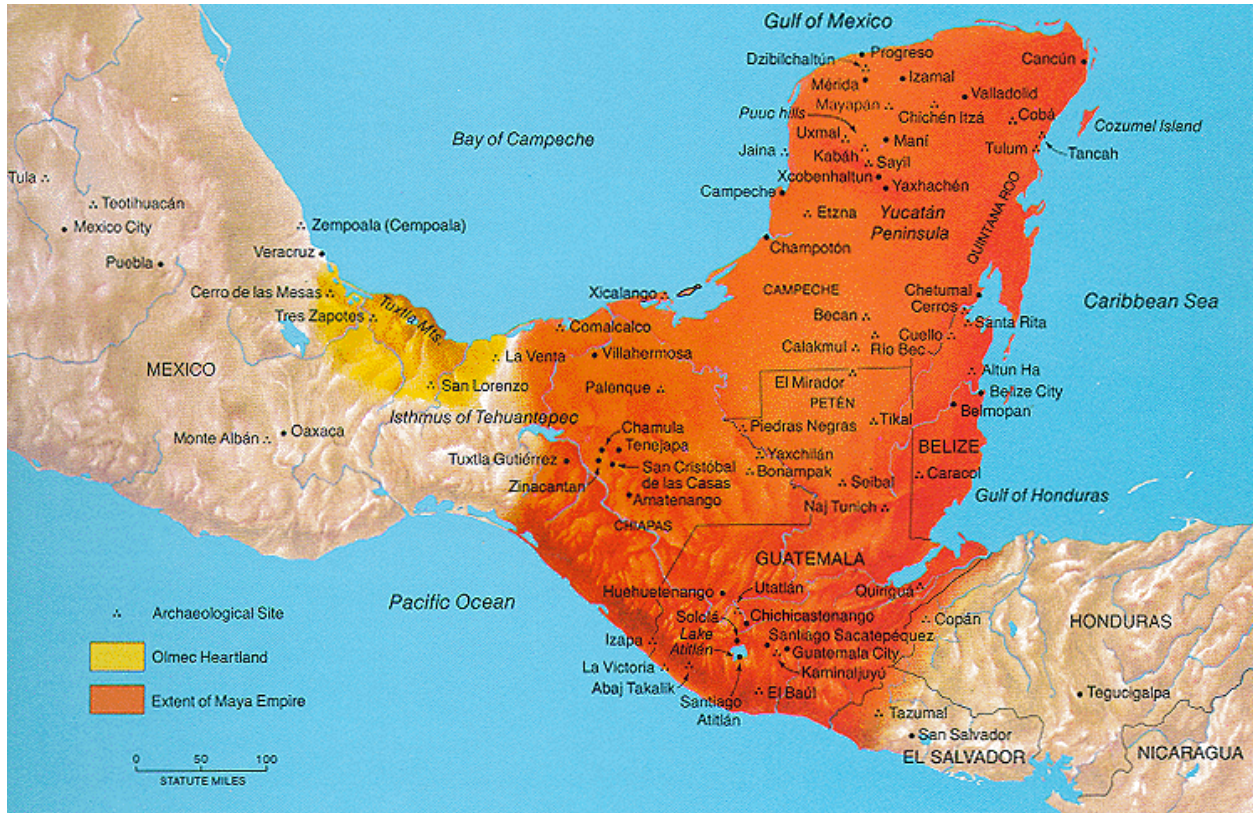 Gulf of Mexico
Progreso
Dzibilchaltún
Cancún
Mérida
Izamal
Valladolid
Mayapán
Chichén Itzá
Cobá
Puuc hills
Uxmal
Maní
Cozumel Island
Bay of Campeche
Jaina
Kabáh
Sayil
Tulum
Tancah
Tula
Xcobenhaltun
Teotihuacán
Campeche
Yaxhachén
QUINTANA ROO
Mexico City
Zempoala (Cempoala)
Etzna
Yucatán
Peninsula
Veracruz
Champotón
Puebla
Cerro de las Mesas
Xicalango
CAMPECHE
Chetumal
Caribbean Sea
Tuxtla Mts.
Cerros
Tres Zapotes
Comalcalco
Becan
Santa Rita
Cuello
La Venta
Villahermosa
Calakmul
Río Bec
MEXICO
Altun Ha
San Lorenzo
Palenque
El Mirador
Belize City
PETÉN
Belmopan
Isthmus of Tehuantepec
Monte Albán
Oaxaca
Chamula
Piedras Negras
Tikal
Tenejapa
BELIZE
Tuxtla Gutiérrez
Yaxchilán
San Cristóbal
de las Casas
Bonampak
Caracol
Zinacantan
Seibal
Amatenango
Gulf of Honduras
Naj Tunich
CHIAPAS
GUATEMALA
Huehuetenango
Utatlán
Quiriguá
Pacific Ocean
Archaeological Site
Sololá
Chichicastenango
Copán
HONDURAS
Izapa
Lake
Atitlán
Santiago Sacatepéquez
Guatemala City
Olmec Heartland
La Victoria
Kaminaljuyú
Abaj Takalik
El Baúl
Tegucigalpa
Extent of Maya Empire
Santiago
Atitlán
Tazumal
San Salvador
EL SALVADOR
NICARAGUA
0 50 100
STATUTE MILES